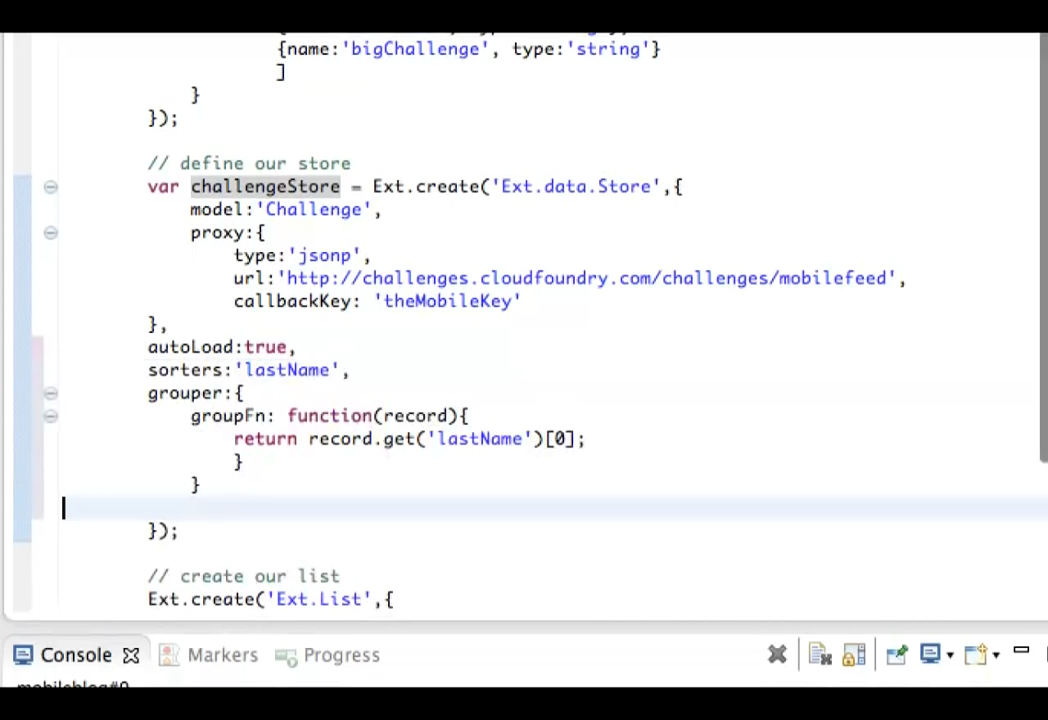 {name:'bigChallenge', type:'string'}
]
}
});
// define our store
var challengeStore = Ext.create('Ext.data.Store',{
model:'Challenge',
proxy:{
type:'jsonp',
url:'http://challenges.cloudfoundry.com/challenges/mobilefeed',
callbackKey: 'theMobileKey'
},
autoLoad:true,
sorters:'lastName',
grouper:{
groupFn: function(record){
return record.get('lastName')[0];
}
}
});
// create our list
Ext.create('Ext.List',{
Console Markers Progress